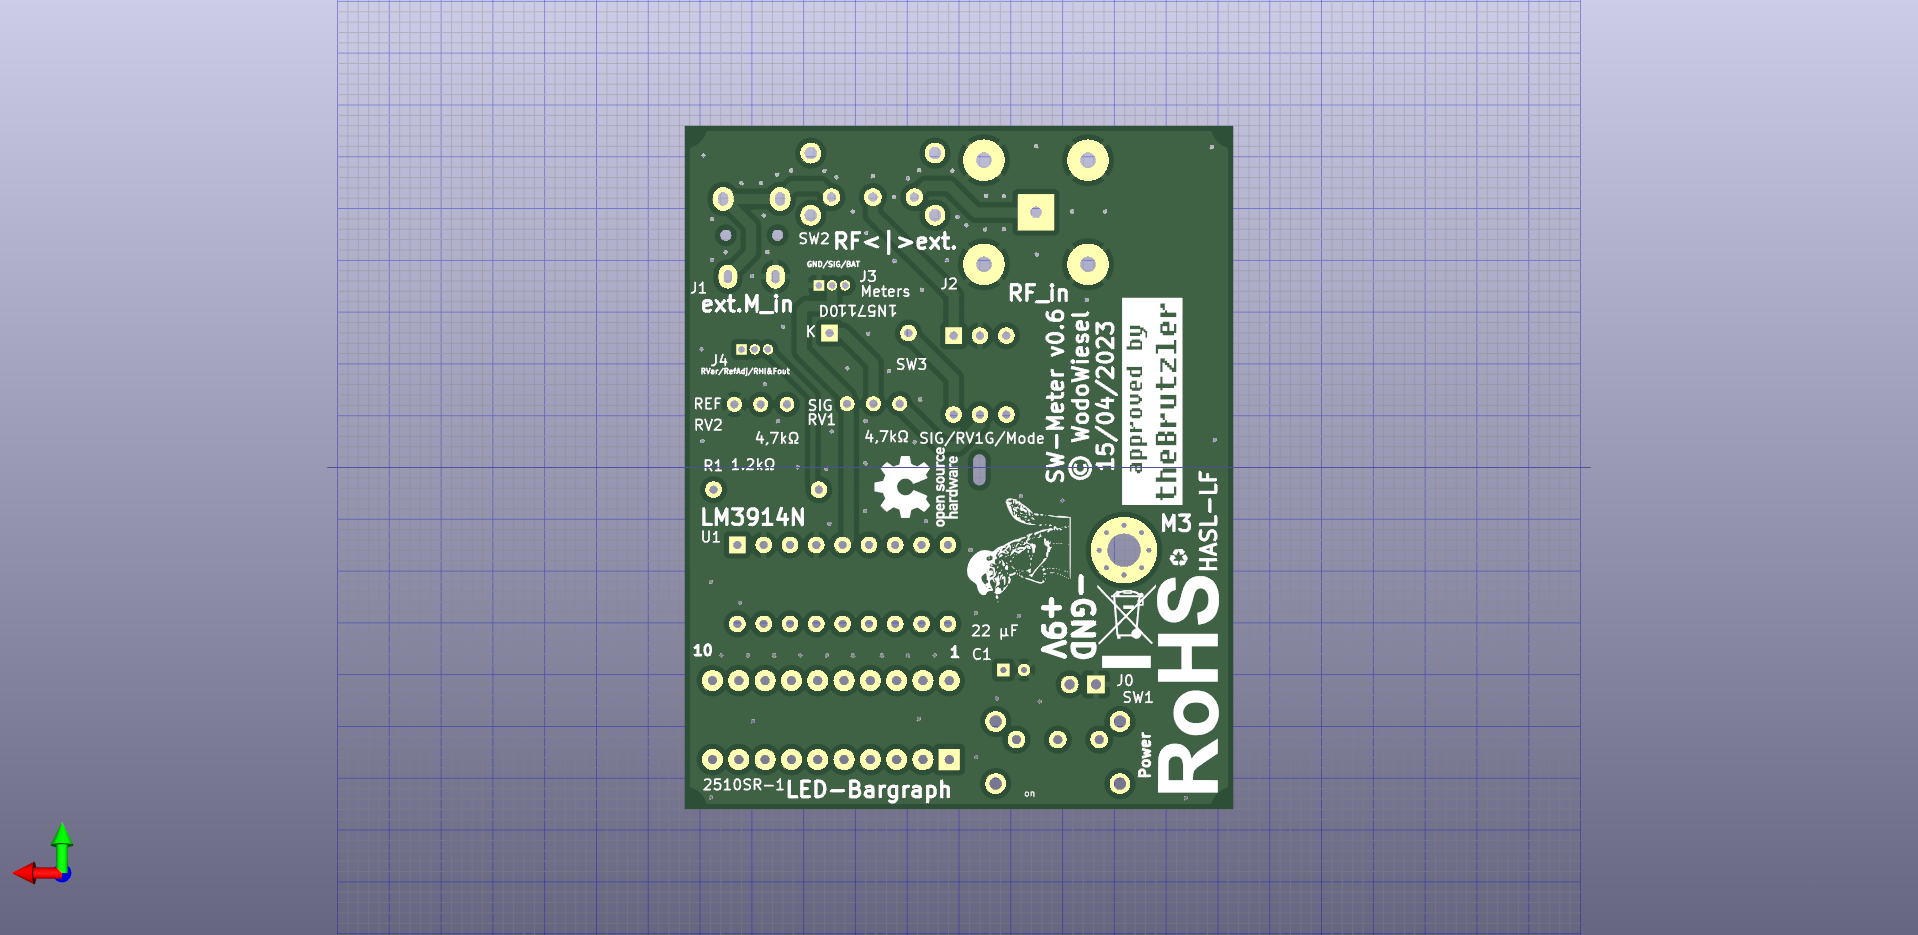 SW2 RF<|>ext.
GND/SIG/BAT
J3
Meters
J1
ext.M_in
J2
RF_in
D01175N1
K
J4
RVar/RefAdj/RHI&Fout
SW3
REF
RV2
SIG
RV1
4,7kΩ
4,7kΩ
SIG/RV1G/Mode
R1 1.2kΩ
open source
hardware
SW-Meter v0.6
© WodoWiesel
15/04/2023
approved by
theBrutzler
LM3914N
U1
M3
HASL-LF
RoHS
-GND
+9V
22 µF
C1
10
1
J0
SW1
Power
on
2510SR-1
LED-Bargraph